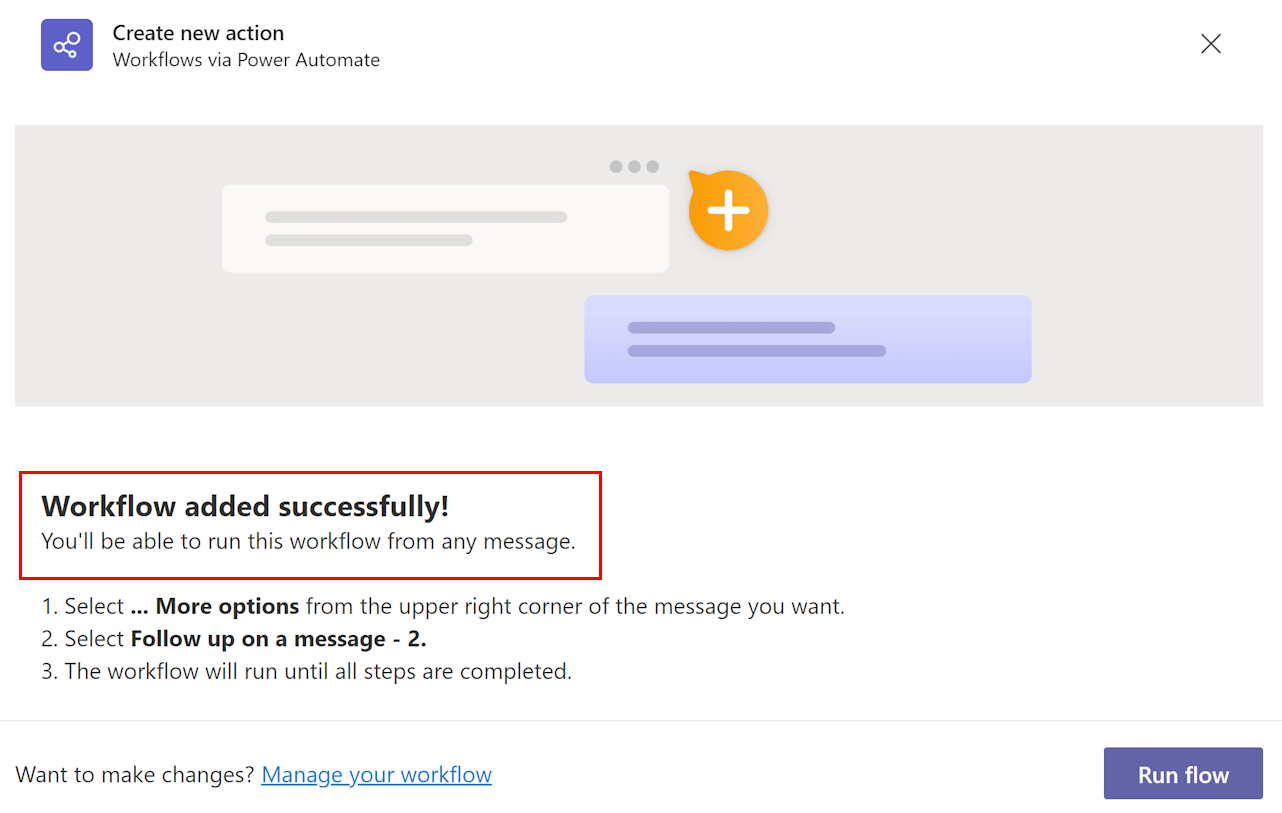 Create new action
Workflows via Power Automate
Workflow added successfully!
You'll be able to run this workflow from any message.
1. Select ... More options from the upper right corner of the message you want.
2. Select Follow up on a message - 2.
3. The workflow will run until all steps are completed.
Want to make changes? Manage your workflow
Run flow